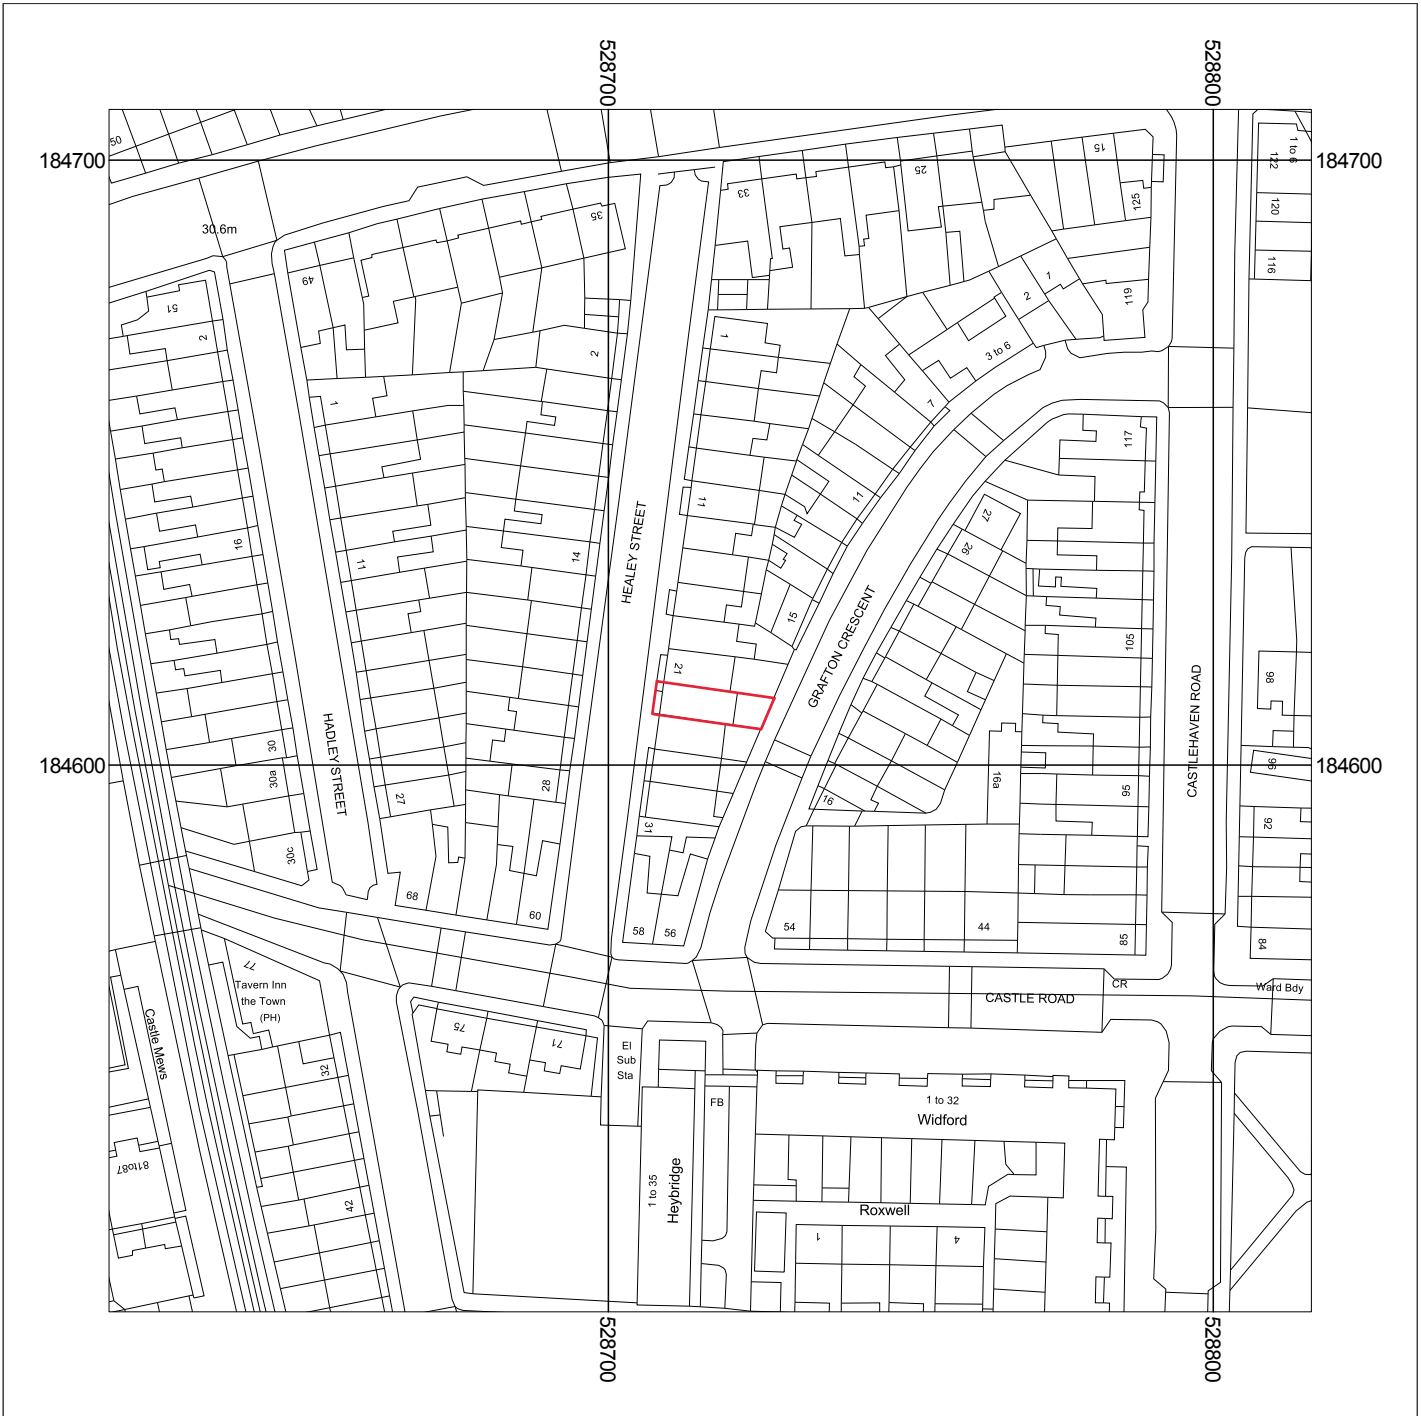 528700
528800
184700
184700
50
30.6m
49
35
33
25
15
125
1 to 6
122
120
116
51
2
1
2
1
2
1
119
3 to 6
7
117
16
11
14
11
11
27
26
15
105
HEALEY STREET
GRAFTON CRESCENT
21
98
CASTLEHAVEN ROAD
HADLEY STREET
184600
184600
30
30a
30c
27
28
31
16
16a
95
96
92
68
60
58
56
54
44
85
84
77
Tavern Inn
the Town
(PH)
Castle Mews
CASTLE ROAD
CR
Ward Bdy
75
71
El
Sub
Sta
32
FB
1 to 32
Widford
81to87
42
1 to 35
Heybridge
Roxwell
1
4
528700
528800